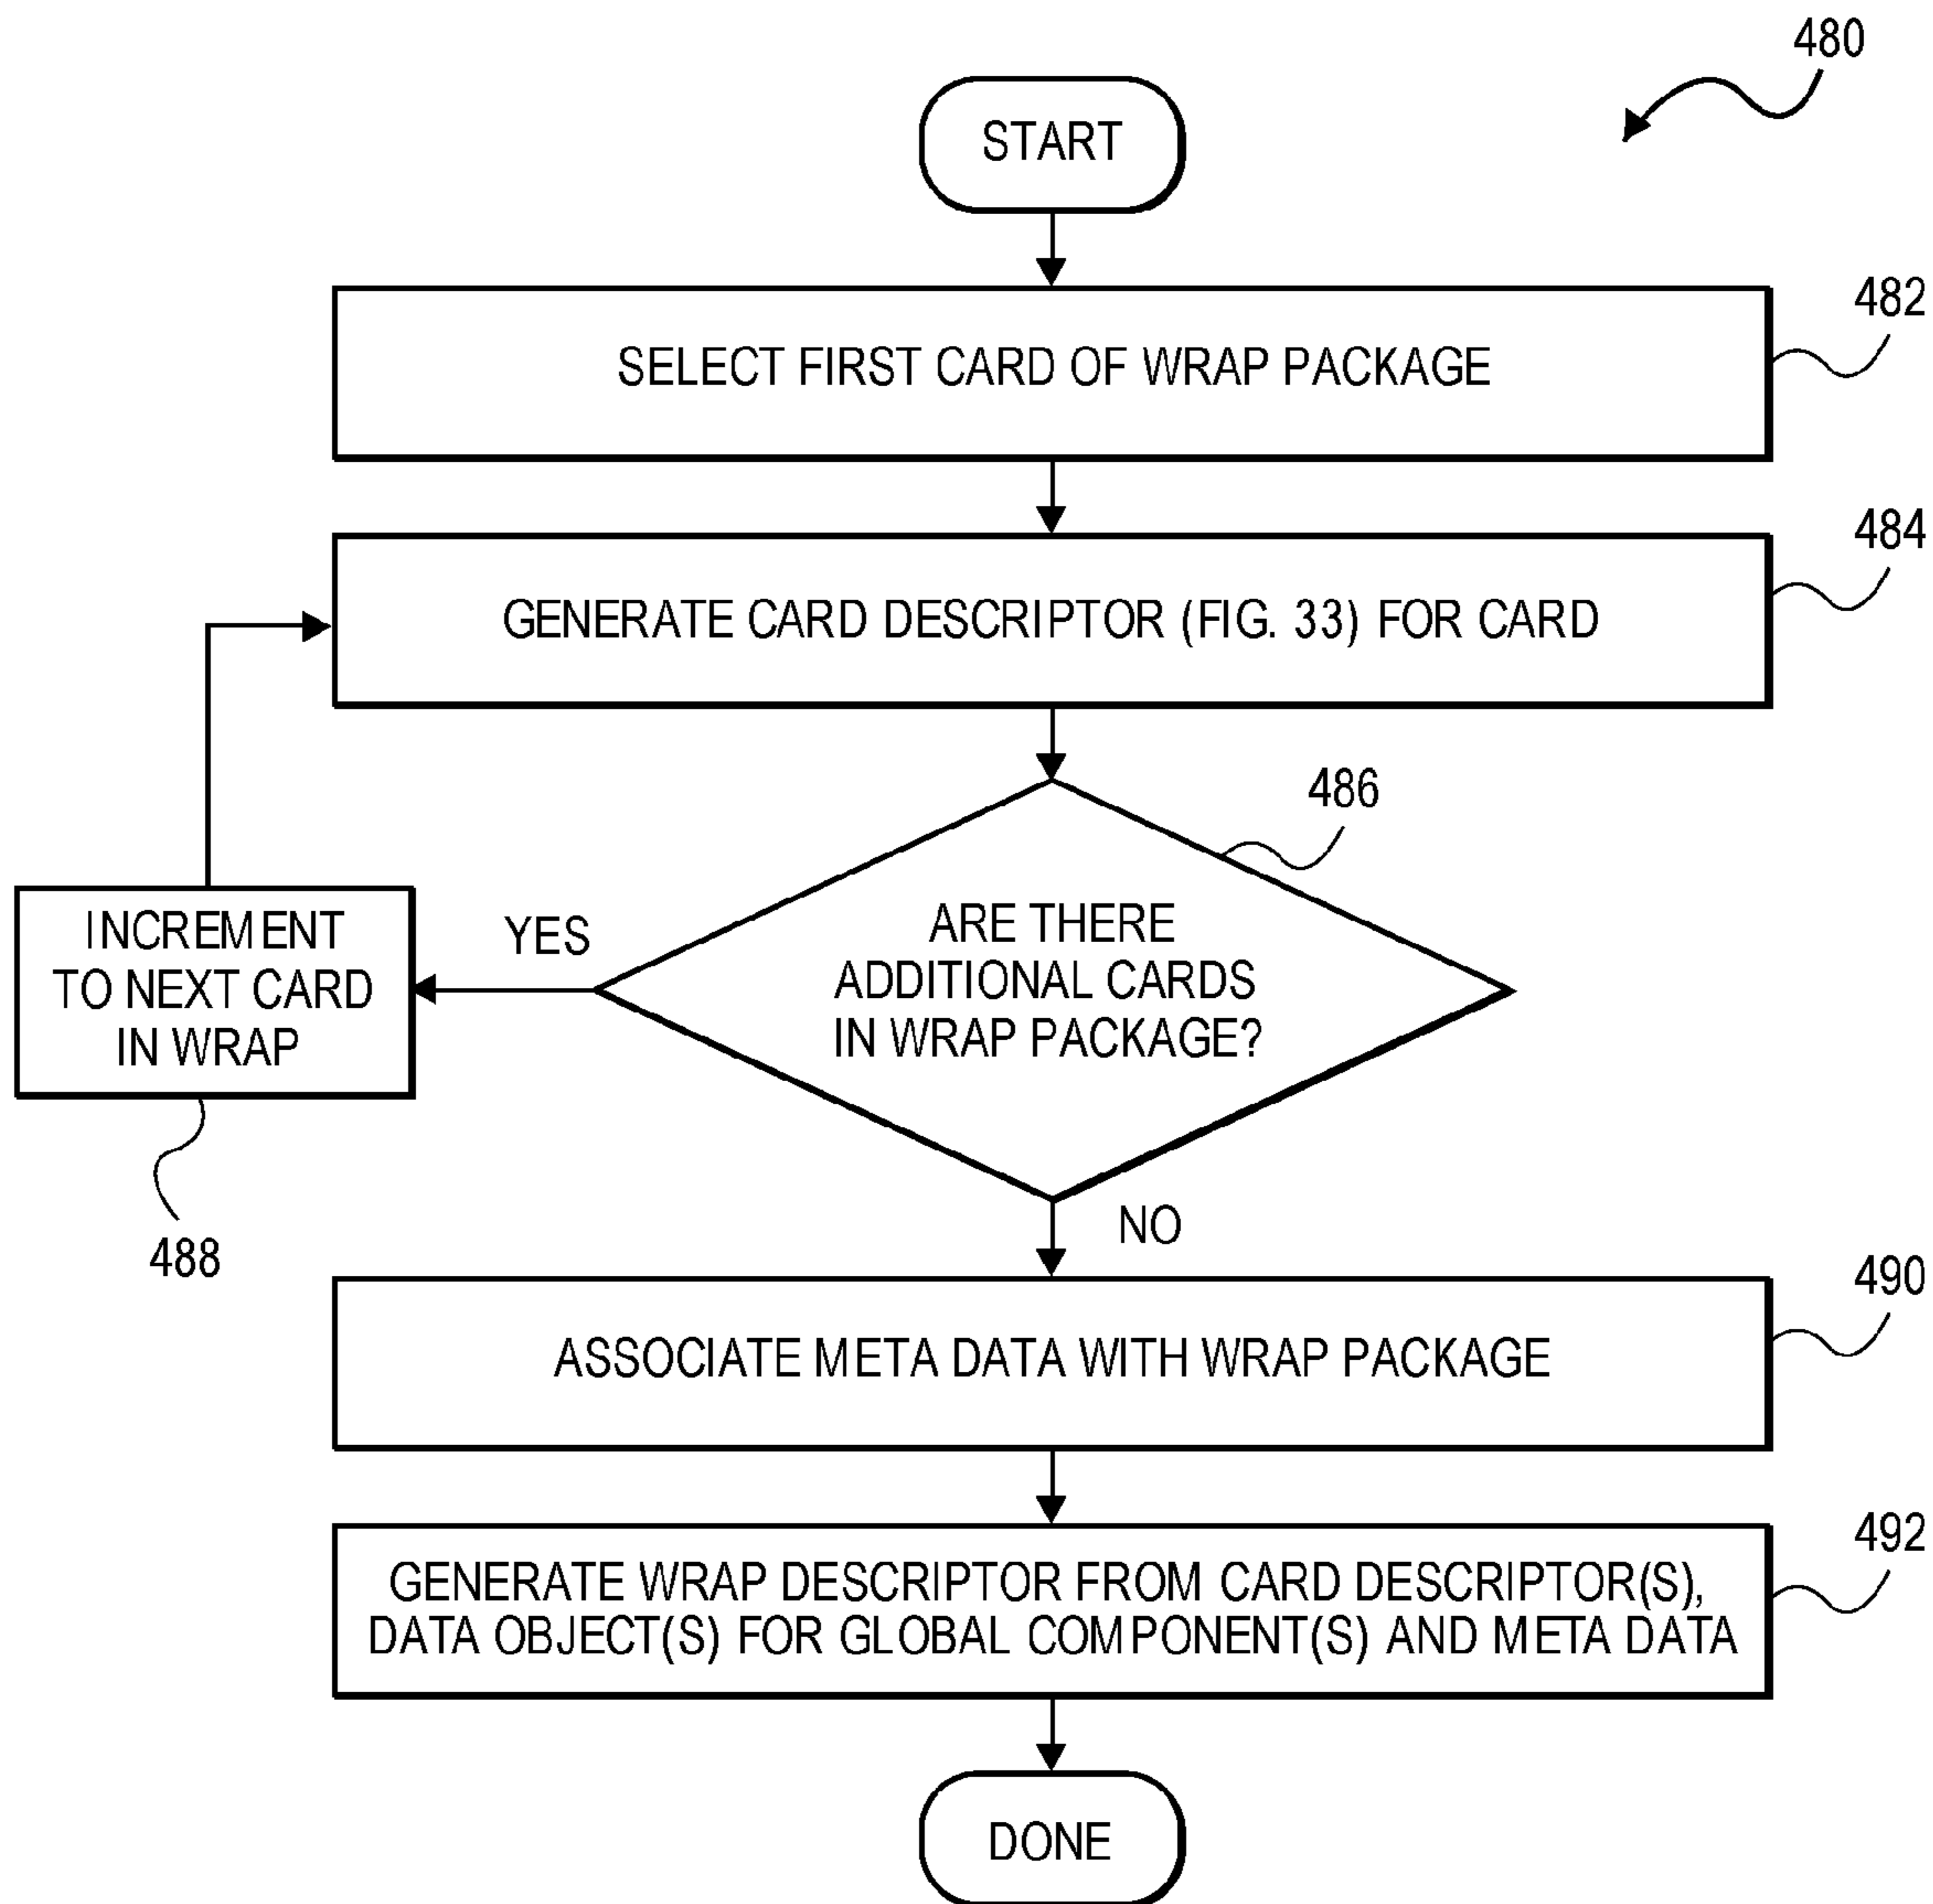 480
START
482
SELECT FIRST CARD OF WRAP PACKAGE
484
GENERATE CARD DESCRIPTOR (FIG. 33) FOR CARD
486
ARE THERE
ADDITIONAL CARDS
IN WRAP PACKAGE?
YES
INCREMENT
TO NEXT CARD
IN WRAP
488
NO
490
ASSOCIATE META DATA WITH WRAP PACKAGE
492
GENERATE WRAP DESCRIPTOR FROM CARD DESCRIPTOR(S),
DATA OBJECT(S) FOR GLOBAL COMPONENT(S) AND META DATA
DONE